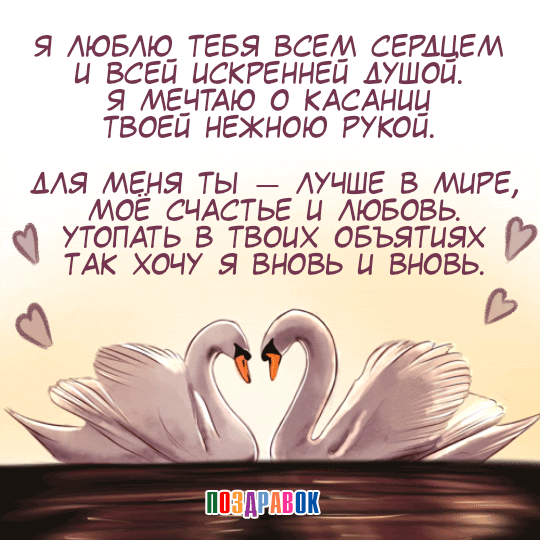 Я ЛЮБЛЮ ТЕБЯ ВСЕМ СЕРДЦЕМ
И ВСЕЙ ИСКРЕННЕЙ ДУШОЙ.
Я МЕЧТАЮ О КАСАНИИ
ТВОЕЙ НЕЖНОЮ РУКОЙ.
ДЛЯ МЕНЯ ТЫ — ЛУЧШЕ В МИРЕ,
МОЁ СЧАСТЬЕ И ЛЮБОВЬ.
УТОПАТЬ В ТВОИХ ОБЪЯТИЯХ
ТАК ХОЧУ Я ВНОВЬ И ВНОВЬ.
ПОЗДРАВОК